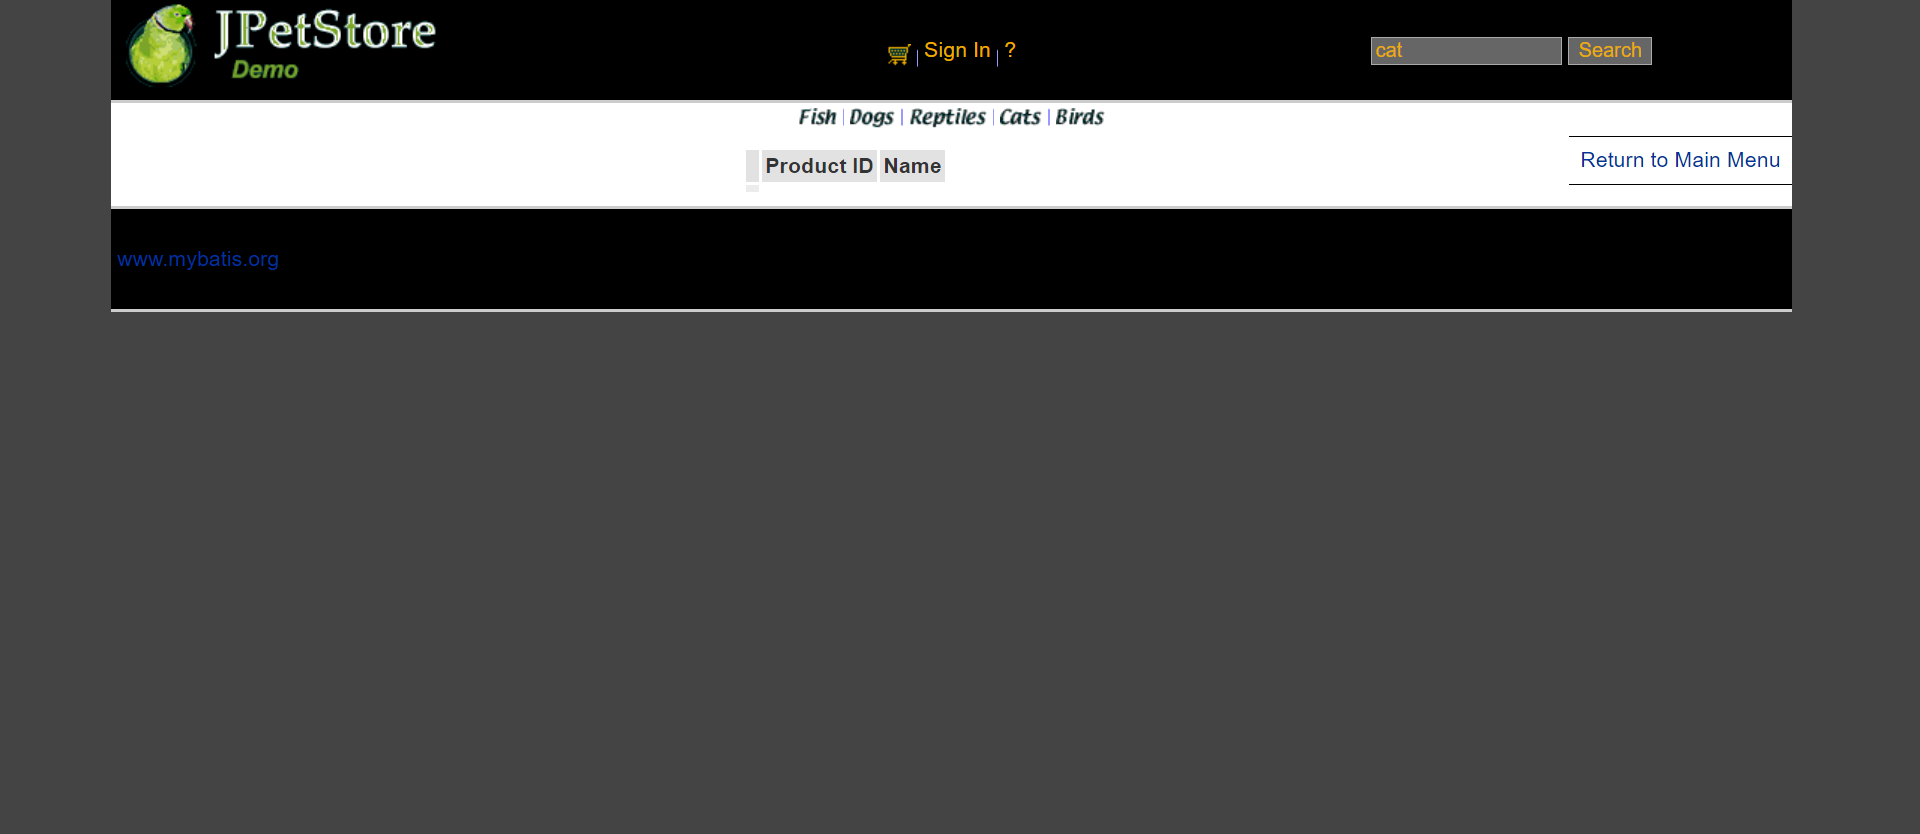 JPetStore
Demo
Sign In ?
cat Search
Fish Dogs Reptiles Cats Birds
Return to Main Menu
Product ID Name
www.mybatis.org